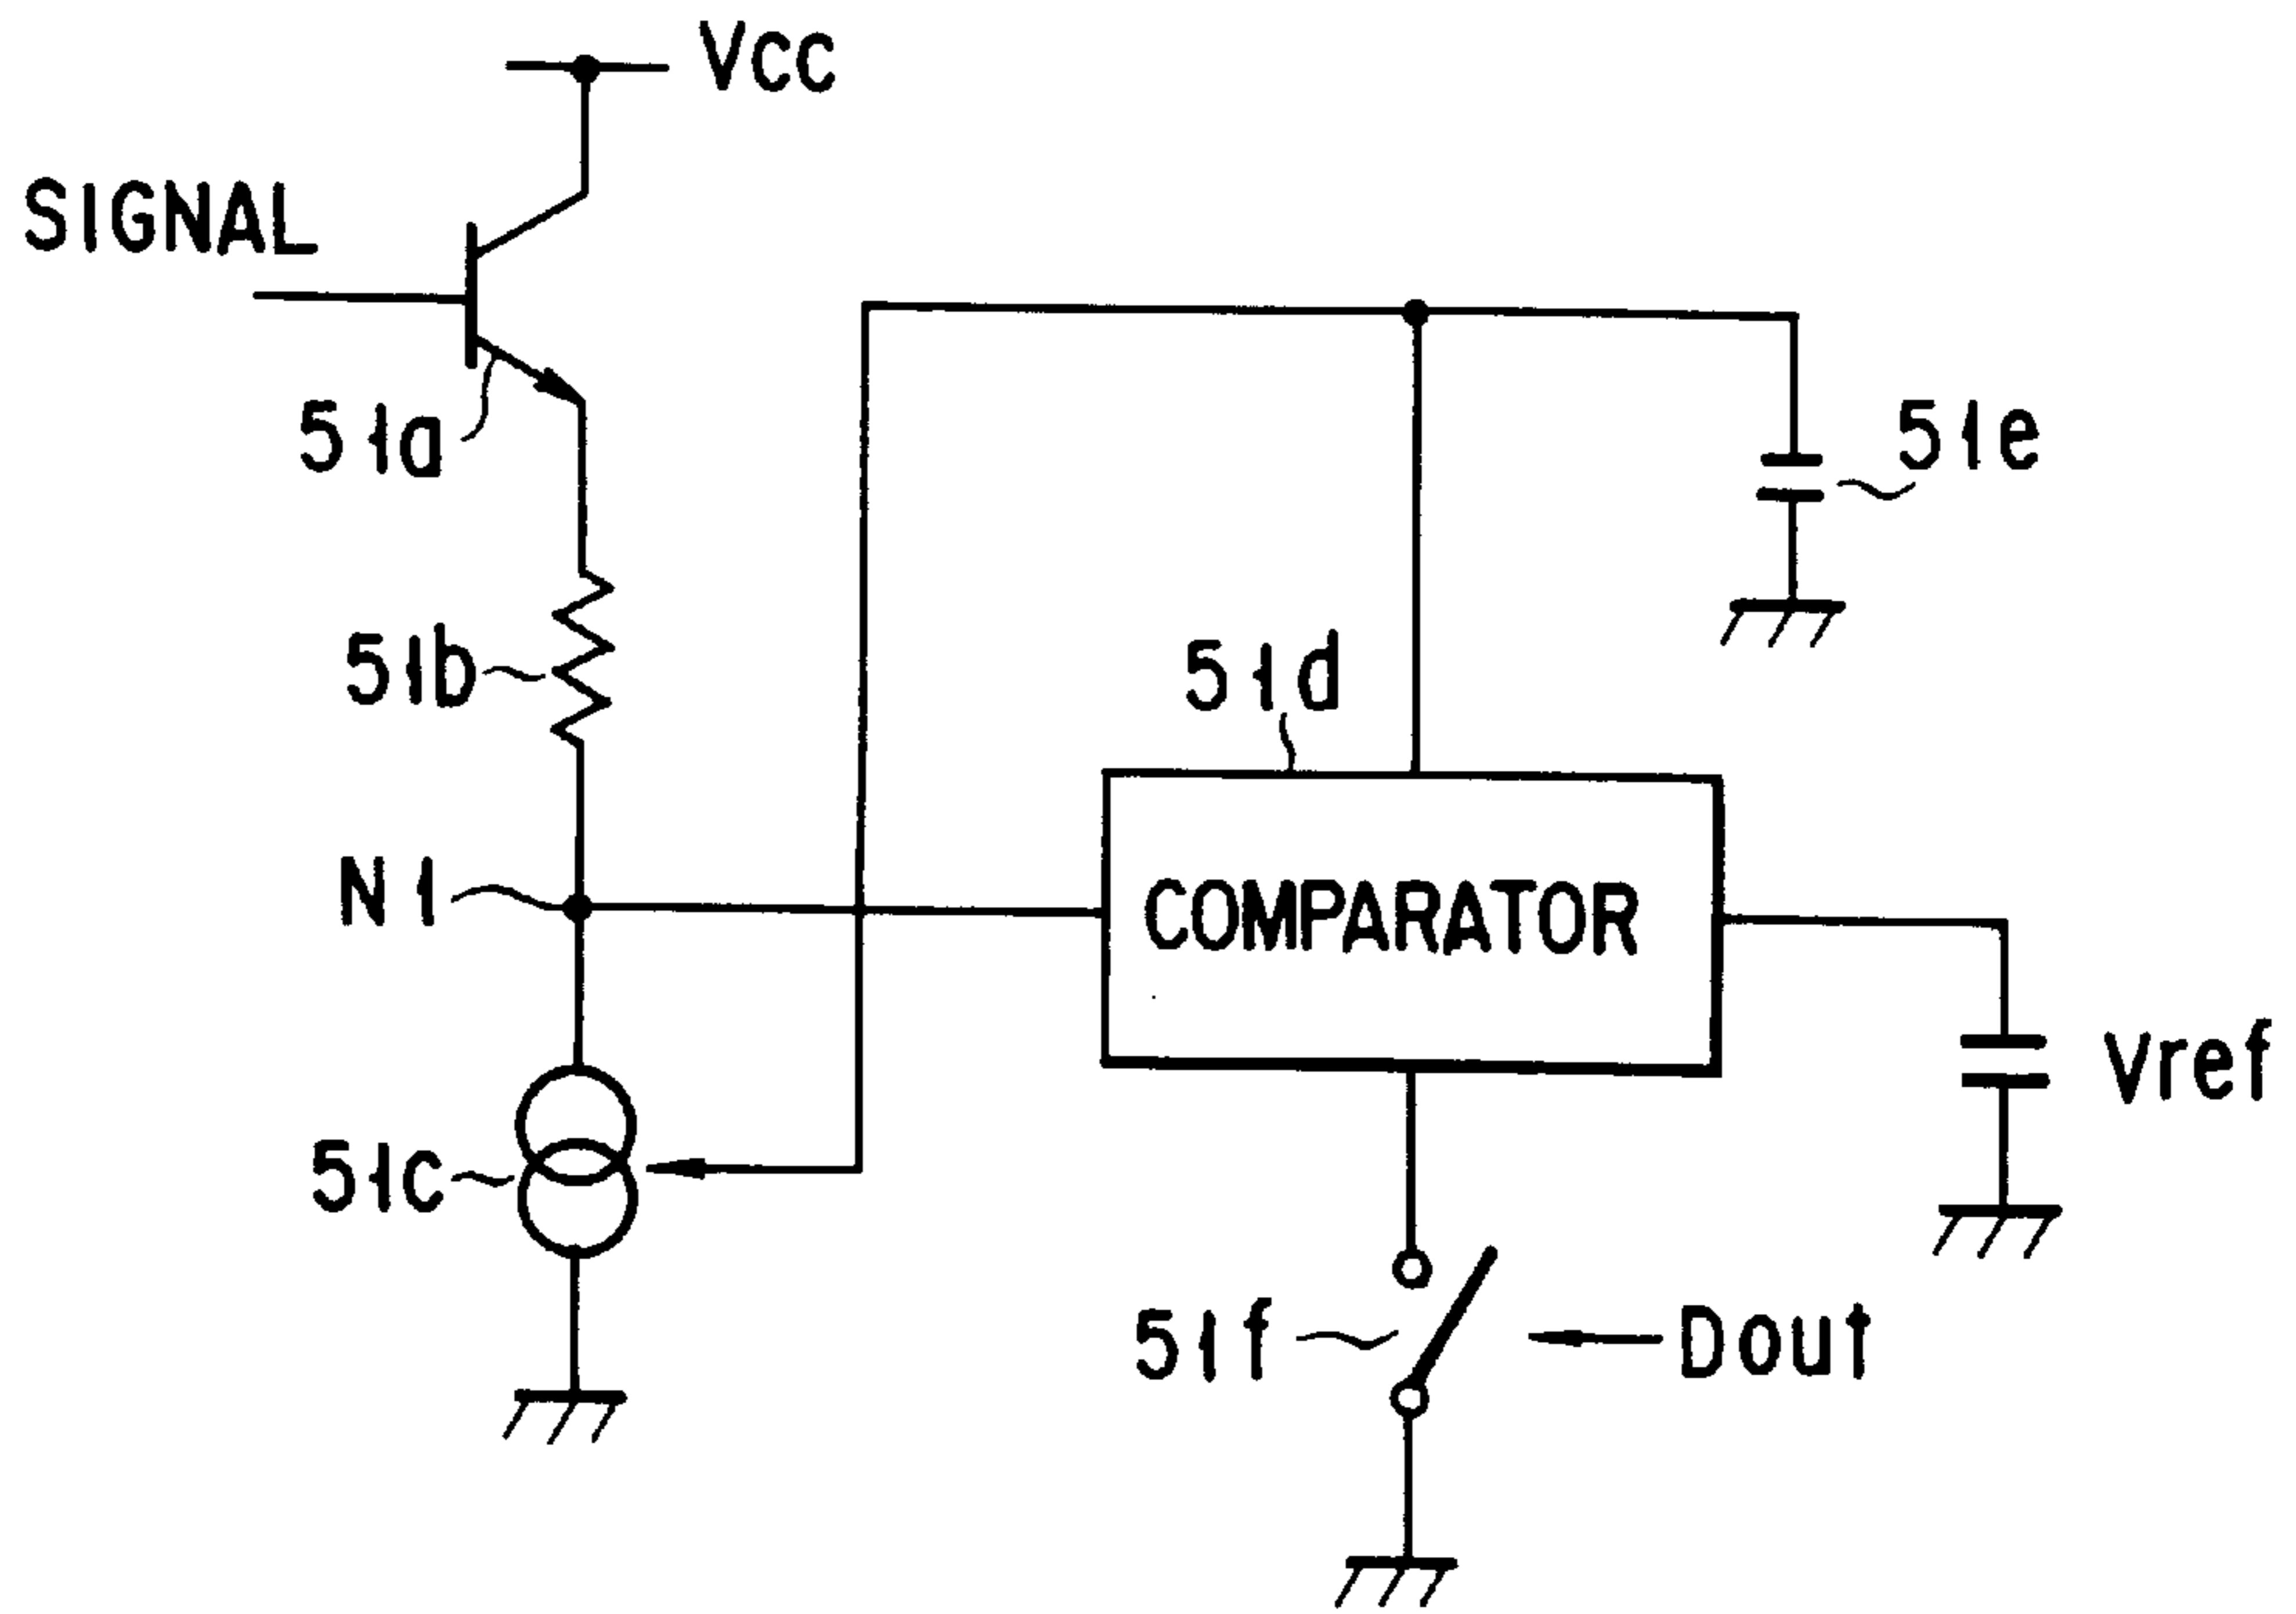 Vcc
SIGNAL
51a
51e
51b
51d
N1
COMPARATOR
Vref
51c
51f
Dout